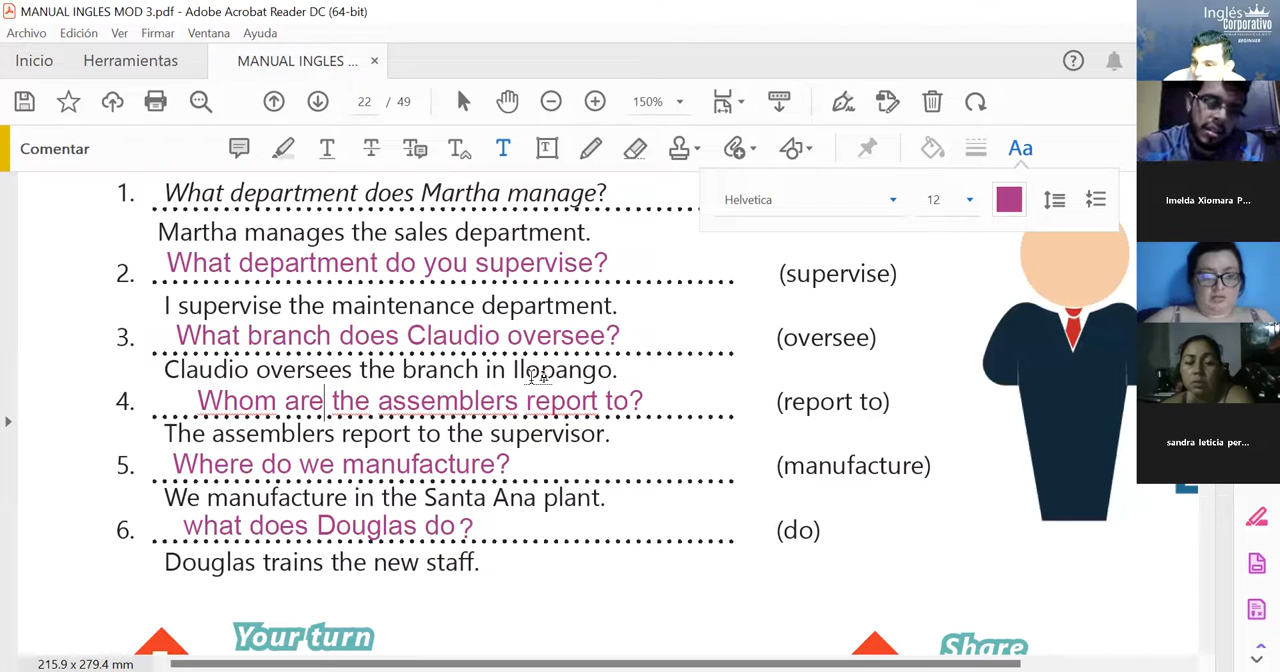 MANUAL INGLES MOD 3.pdf - Adobe Acrobat Reader DC (64-bit)
Archivo Edición Ver Firmar Ventana Ayuda
Inicio Herramientas MANUAL INGLES ... ×
22 / 49 150%
Comentar
Helvetica 12
1. What department does Martha manage?
Martha manages the sales department.
2. What department do you supervise? (supervise)
I supervise the maintenance department.
3. What branch does Claudio oversee? (oversee)
Claudio oversees the branch in Ilopango.
4. Whom are the assemblers report to? (report to)
The assemblers report to the supervisor.
5. Where do we manufacture? (manufacture)
We manufacture in the Santa Ana plant.
6. what does Douglas do? (do)
Douglas trains the new staff.
Your turn Share
215.9 x 279.4 mm
Inglés
Corporativo
BEGINNER
Imelda Xiomara P...
sandra leticia per...